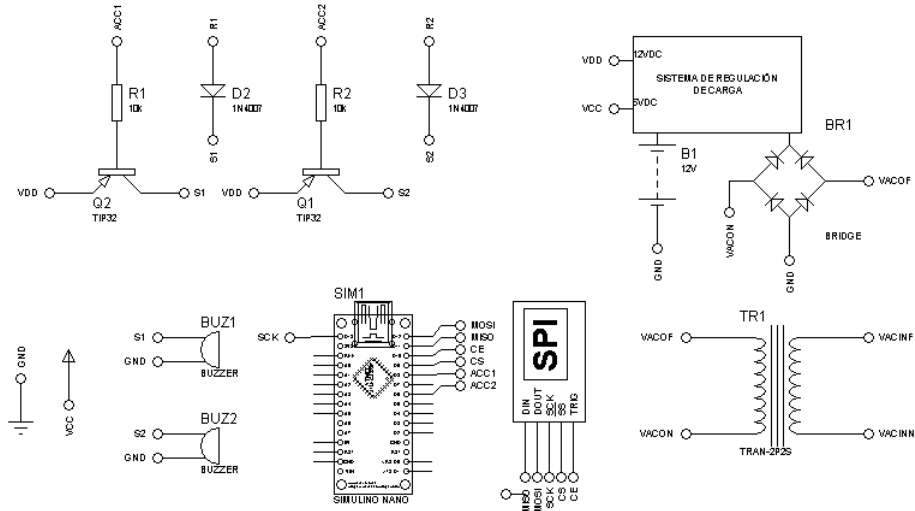 ACC1
R1
ACC2
R2
R1
10k
D2
1N4007
R2
10k
D3
1N4007
S1
S2
VDD
Q2
TIP32
S1
VDD
Q1
TIP32
S2
VDD
12VDC
SISTEMA DE REGULACIÓN
DE CARGA
VCC
5VDC
B1
12V
GND
BR1
VACOF
VACON
BRIDGE
GND
GND
VCC
S1
GND
BUZ1
BUZZER
S2
GND
BUZ2
BUZZER
SIM1
SCK
MOSI
MISO
CE
CS
ACC1
ACC2
SIMULINO NANO
SPI
DIN
DOUT
SCK
SS
TRIG
MISO
MOSI
SCK
CS
CE
TR1
VACOF
VACINF
VACON
VACINN
TRAN-2P2S